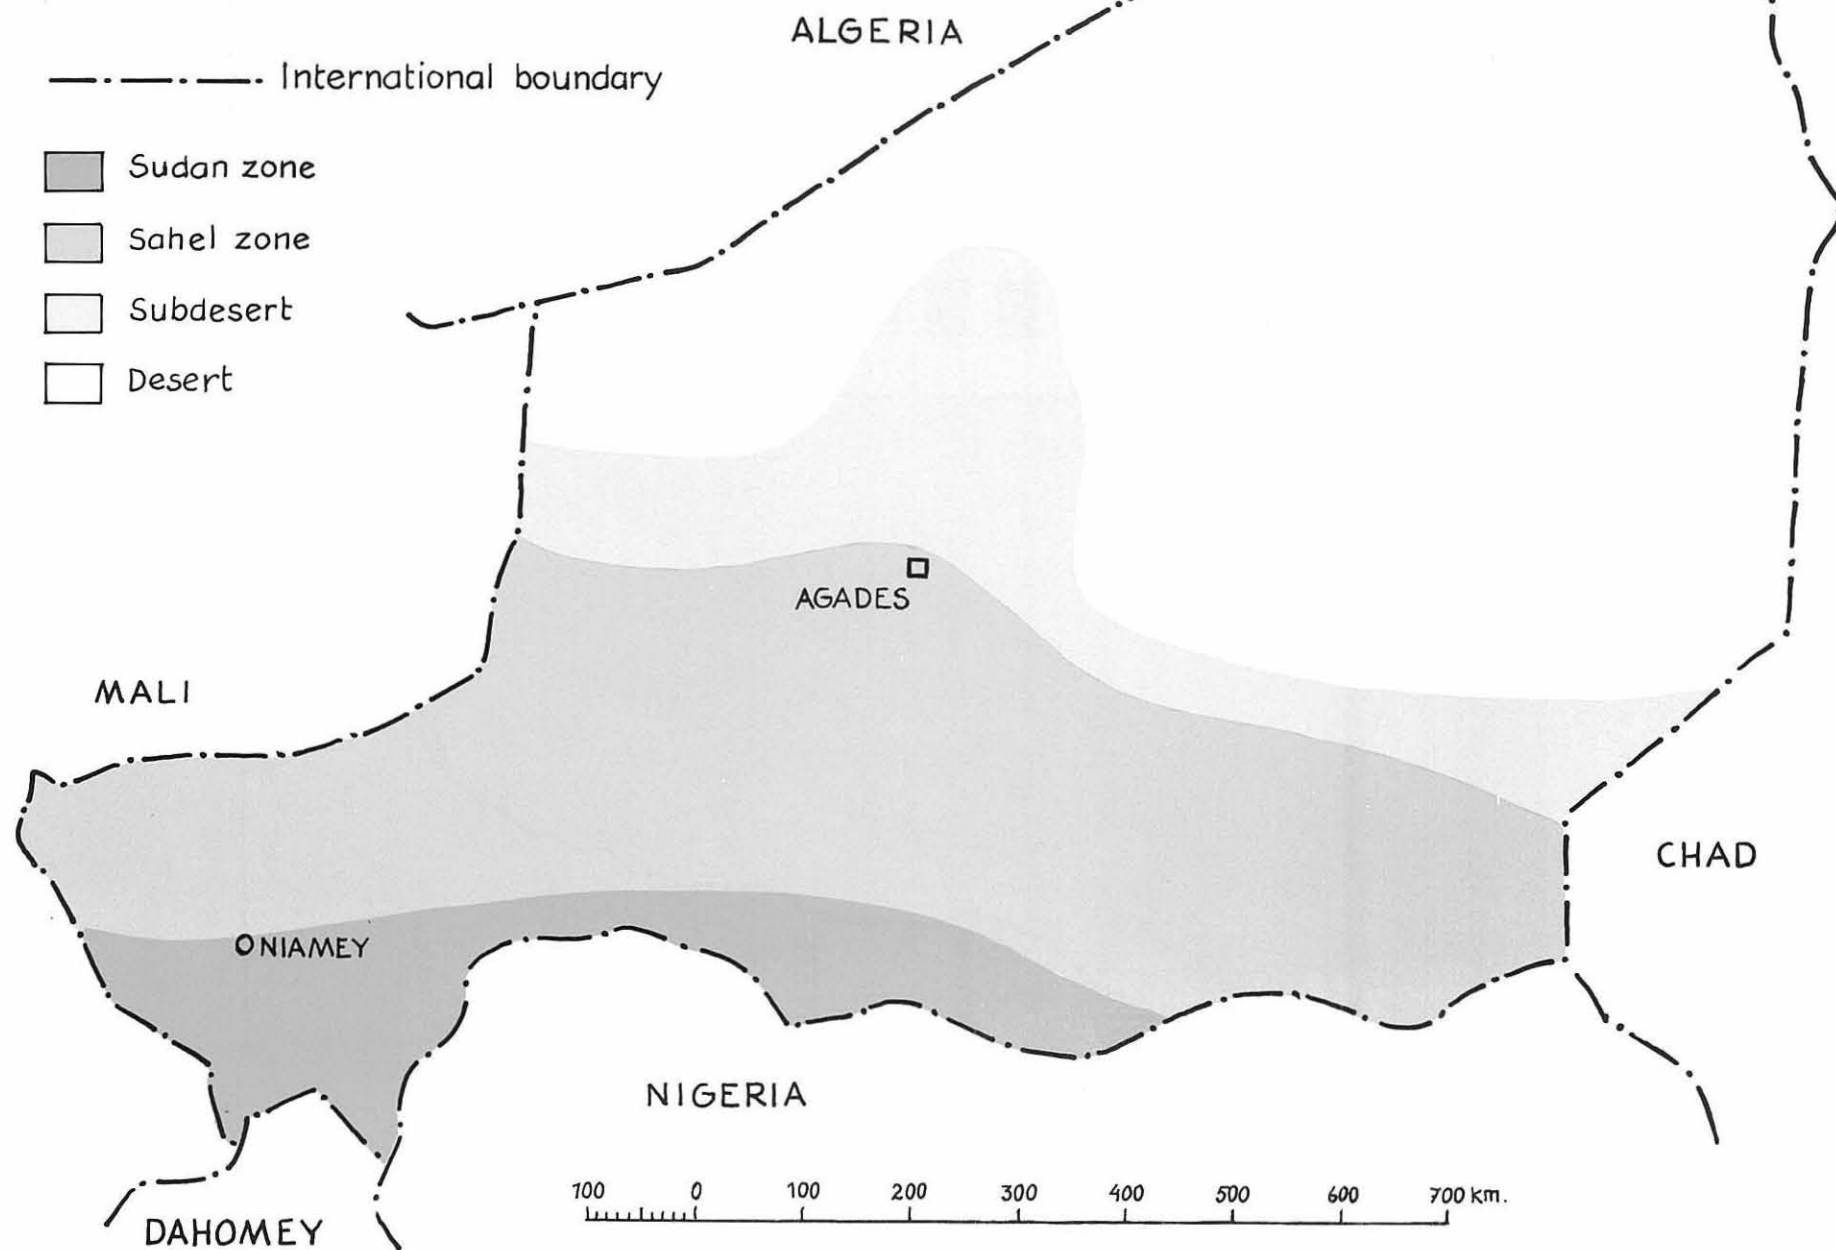 ALGERIA
International boundary
Sudan zone
Sahel zone
Subdesert
Desert
AGADES
MALI
CHAD
NIAMEY
NIGERIA
100 0 100 200 300 400 500 600 700 km.
DAHOMEY